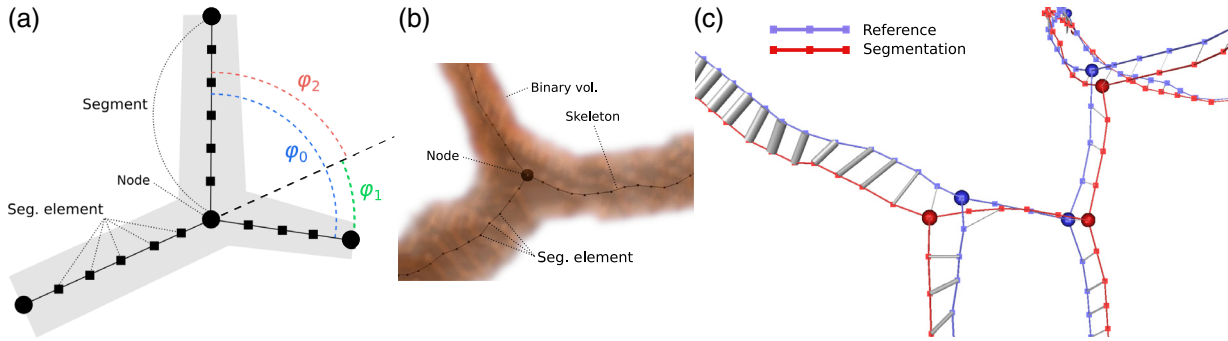 (a)
φ2
Segment
φ0
Node
φ1
Seg. element
(b)
Binary vol.
Skeleton
Node
Seg. element
(c)
Reference
Segmentation